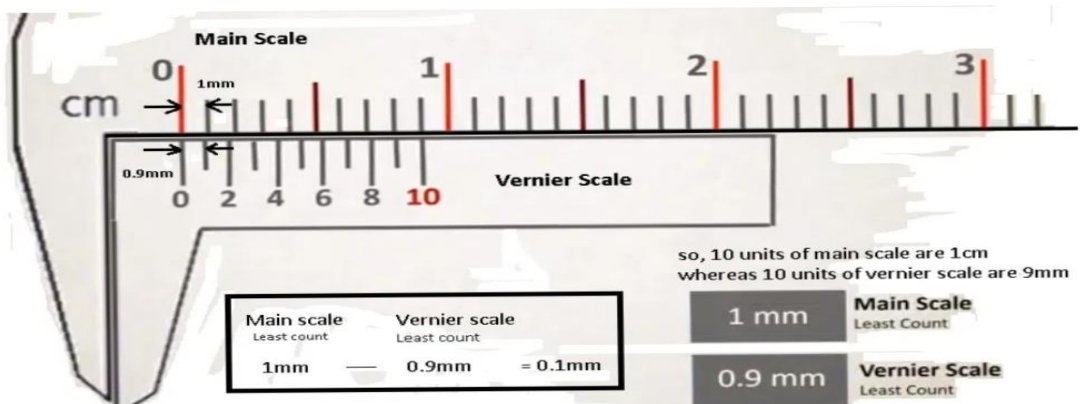 Main Scale
0 1 2 3
1mm
cm
0.9mm
Vernier Scale
0 2 4 6 8 10
so, 10 units of main scale are 1cm
whereas 10 units of vernier scale are 9mm
Main scale Vernier scale
Least count Least count
1mm — 0.9mm = 0.1mm
1 mm Main Scale
Least Count
0.9 mm Vernier Scale
Least Count